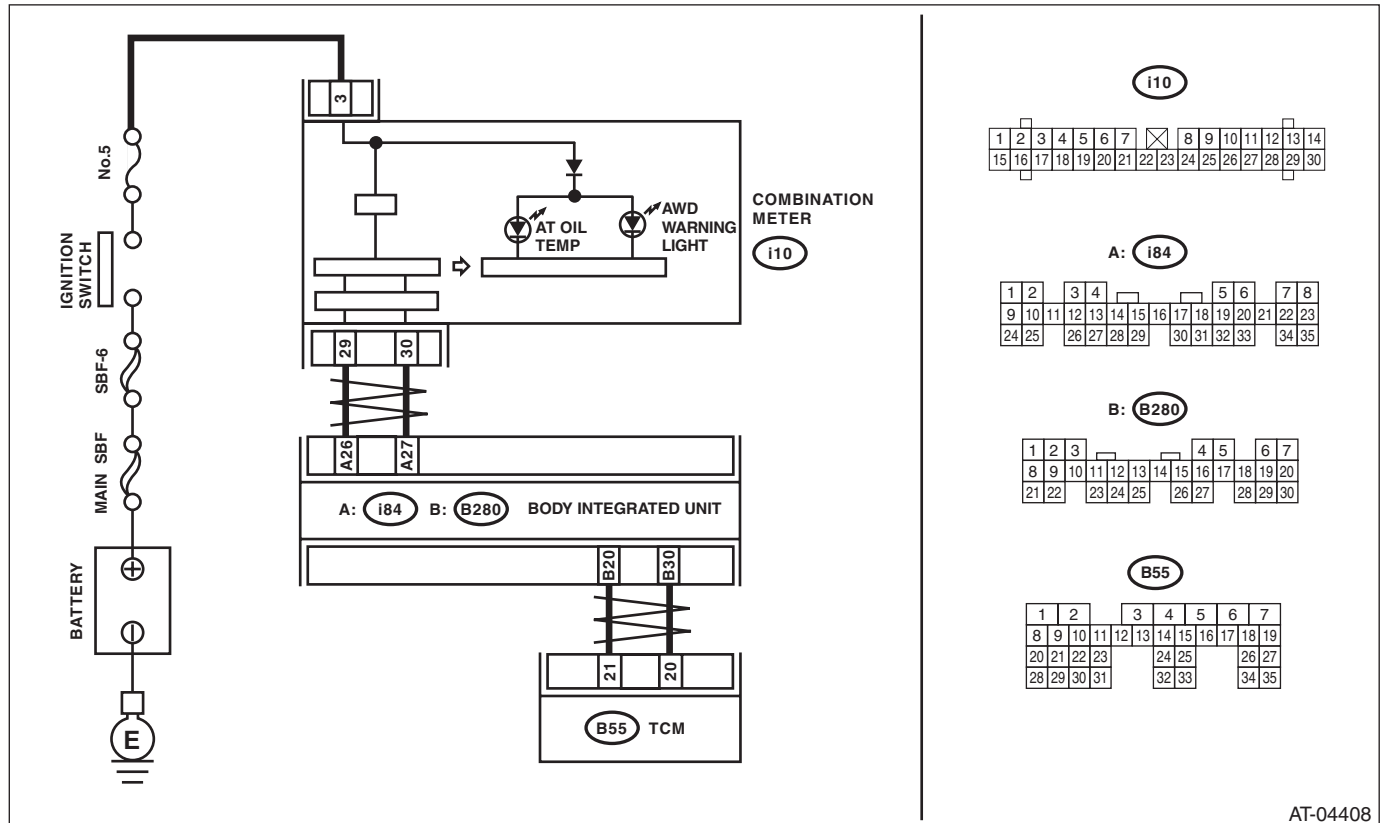 No.5
IGNITION
SWITCH
SBF-6
MAIN SBF
BATTERY
E
3
AT OIL
TEMP
AWD
WARNING
LIGHT
COMBINATION
METER
i10
29 30
A26 A27
A: i84 B: B280 BODY INTEGRATED UNIT
B20 B30
21 20
B55 TCM
i10
1 2 3 4 5 6 7 8 9 10 11 12 13 14
15 16 17 18 19 20 21 22 23 24 25 26 27 28 29 30
A: i84
1 2 3 4 5 6 7 8
9 10 11 12 13 14 15 16 17 18 19 20 21 22 23
24 25 26 27 28 29 30 31 32 33 34 35
B: B280
1 2 3 4 5 6 7
8 9 10 11 12 13 14 15 16 17 18 19 20
21 22 23 24 25 26 27 28 29 30
B55
1 2 3 4 5 6 7
8 9 10 11 12 13 14 15 16 17 18 19
20 21 22 23 24 25 26 27
28 29 30 31 32 33 34 35
AT-04408